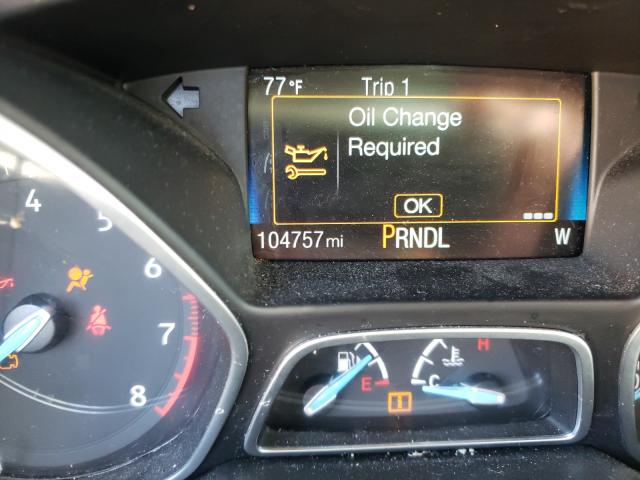 77°F Trip 1
Oil Change
Required
OK
104757mi PRNDL W
4
5
6
7
8
E
C
H